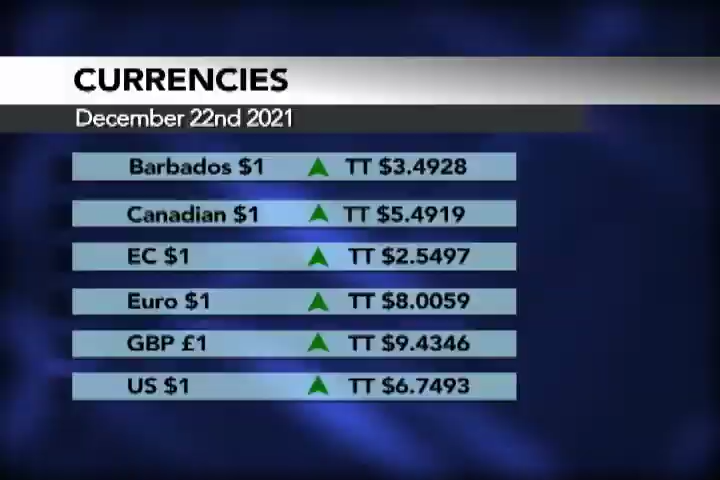 CURRENCIES
December 22nd 2021
Barbados $1 TT $3.4928
Canadian $1 TT $5.4919
EC $1 TT $2.5497
Euro $1 TT $8.0059
GBP £1 TT $9.4346
US $1 TT $6.7493